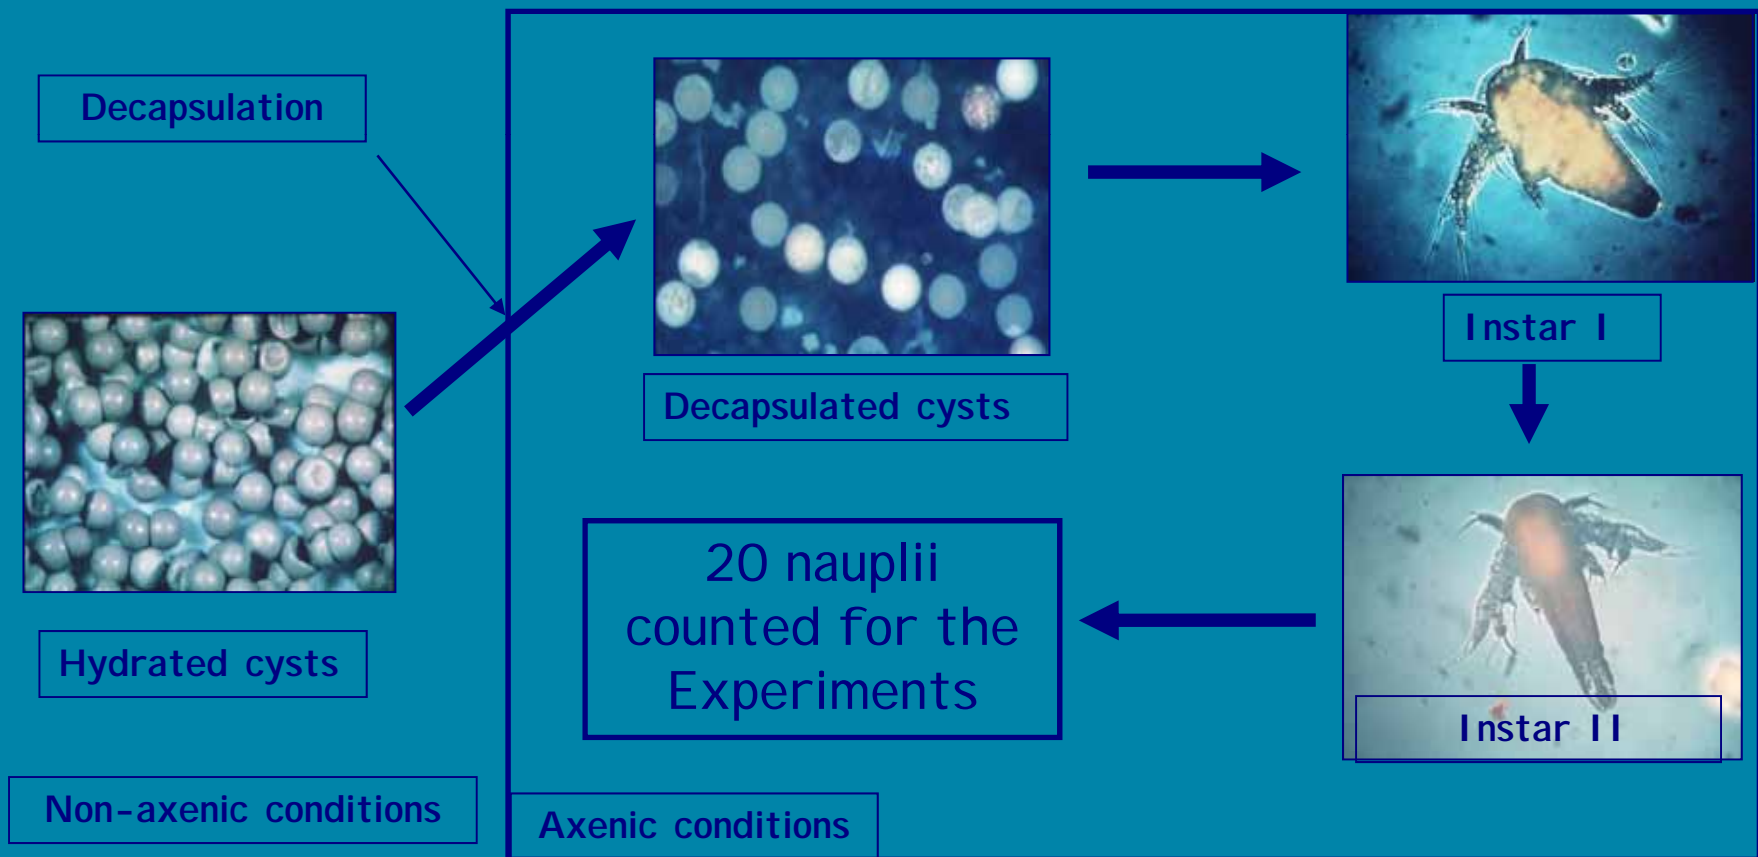 Decapsulation
Hydrated cysts
Non-axenic conditions
Decapsulated cysts
Instar I
Instar II
20 nauplii
counted for the
Experiments
Axenic conditions